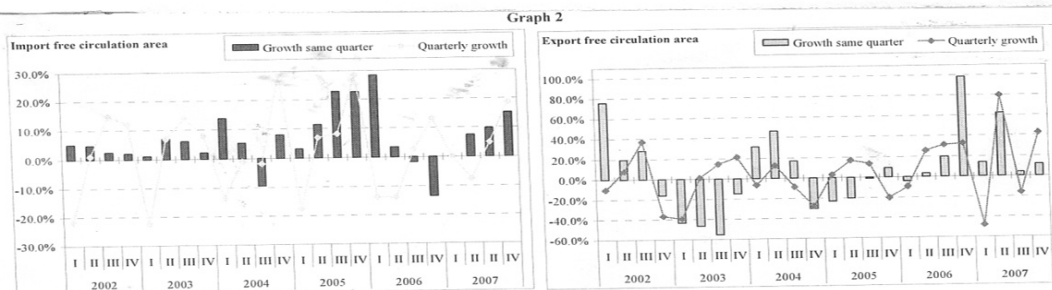 Graph 2
Import free circulation area
Growth same quarter
Quarterly growth
30.0%
20.0%
10.0%
0.0%
-10.0%
-20.0%
-30.0%
I II III IV I II III IV I II III IV I II III IV I II III IV I II III IV
2002 2003 2004 2005 2006 2007
Export free circulation area
Growth same quarter
Quarterly growth
100.0%
80.0%
60.0%
40.0%
20.0%
0.0%
-20.0%
-40.0%
-60.0%
I II III IV I II III IV I II III IV I II III IV I II III IV I II III IV
2002 2003 2004 2005 2006 2007